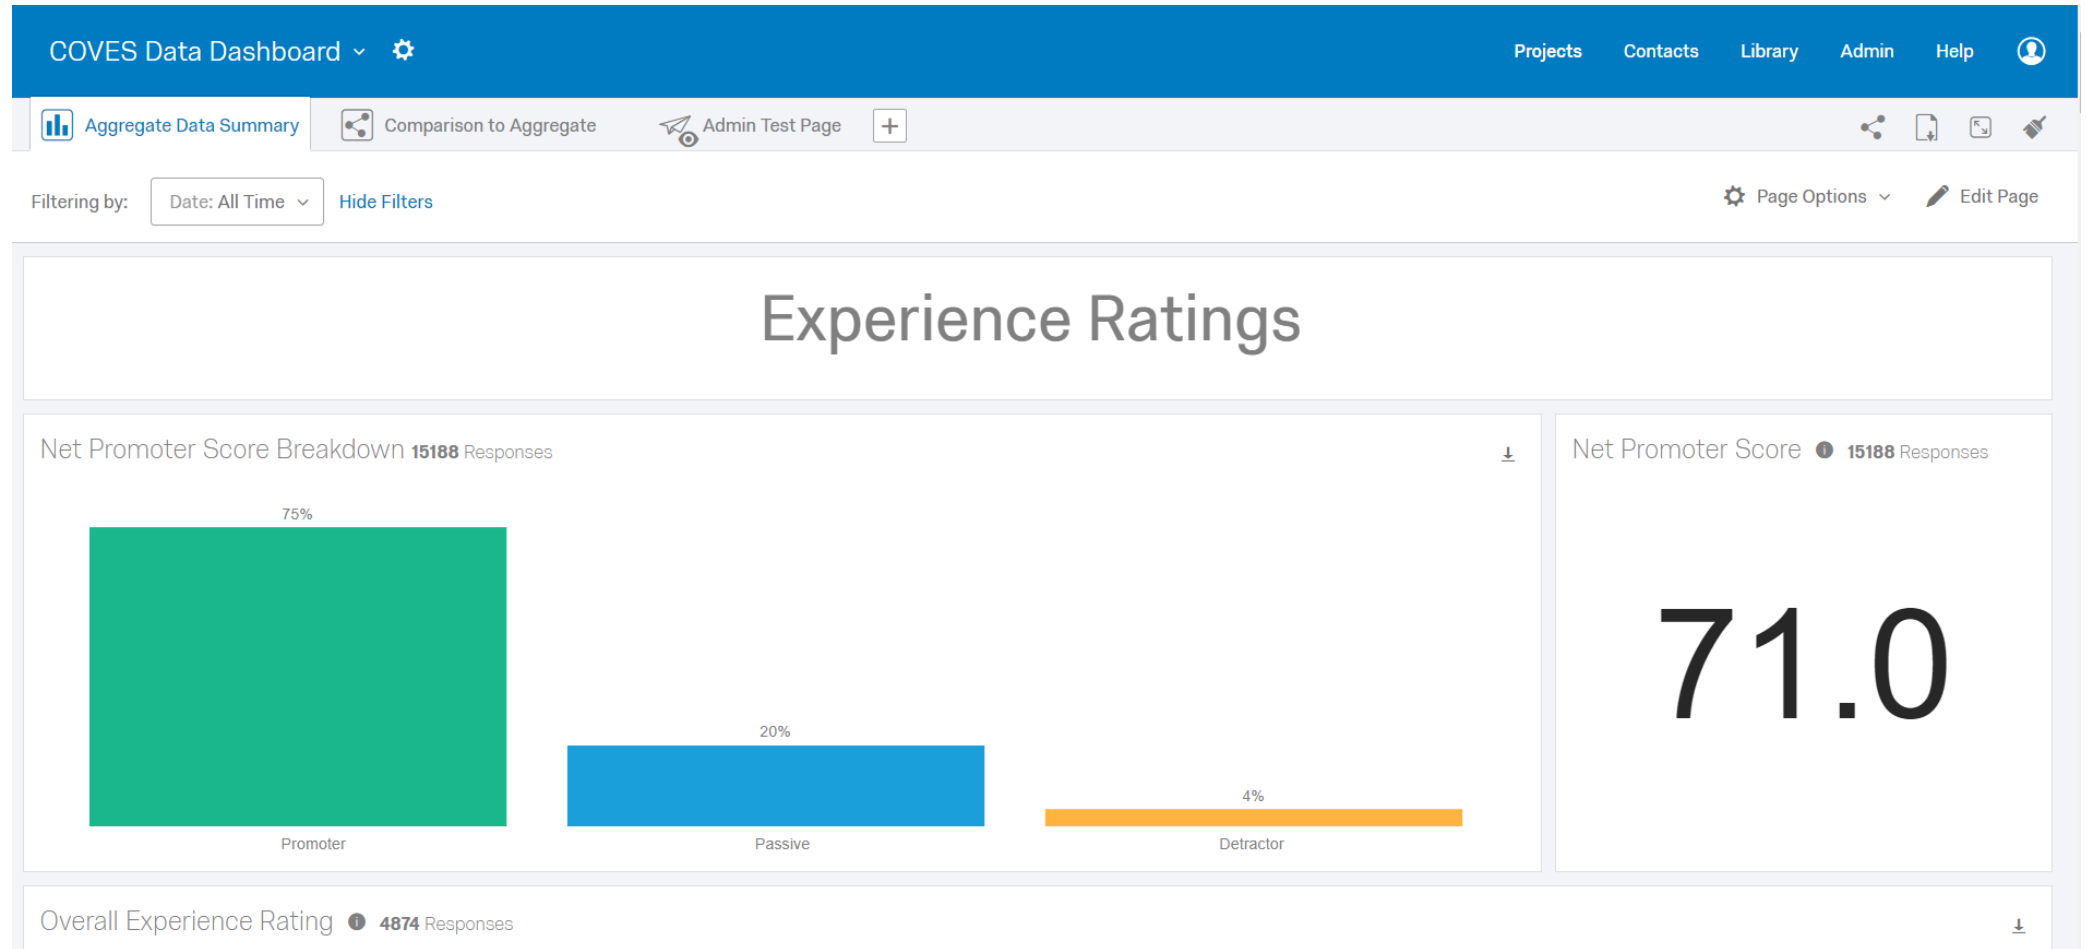 COVES Data Dashboard
Projects Contacts Library Admin Help
Aggregate Data Summary Comparison to Aggregate Admin Test Page
Filtering by: Date: All Time Hide Filters Page Options Edit Page
Experience Ratings
Net Promoter Score Breakdown 15188 Responses
75%
20%
4%
Promoter Passive Detractor
Net Promoter Score 15188 Responses
71.0
Overall Experience Rating 4874 Responses